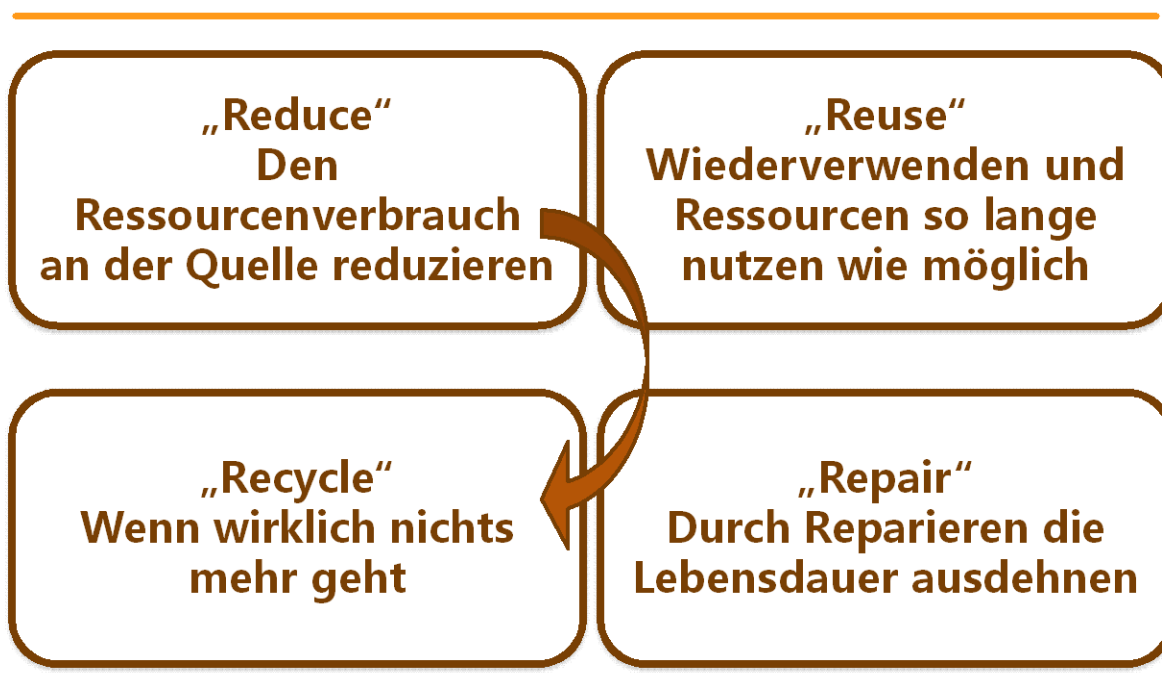 „Reduce“
Den
Ressourcenverbrauch
an der Quelle reduzieren
„Reuse“
Wiederverwenden und
Ressourcen so lange
nutzen wie möglich
„Recycle“
Wenn wirklich nichts
mehr geht
„Repair“
Durch Reparieren die
Lebensdauer ausdehnen